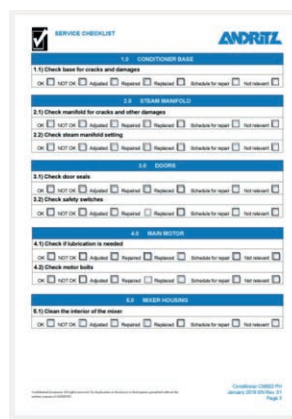 SERVICE CHECKLIST
ANDRITZ
1.0 CONDITIONER BASE
1.1) Check base for cracks and damages
OK NOT OK Adjusted Repaired Replaced Schedule for repair Not relevant
2.0 STEAM MANIFOLD
2.1) Check manifold for cracks and other damages
OK NOT OK Adjusted Repaired Replaced Schedule for repair Not relevant
2.2) Check steam manifold setting
OK NOT OK Adjusted Repaired Replaced Schedule for repair Not relevant
3.0 DOORS
3.1) Check door seals
OK NOT OK Adjusted Repaired Replaced Schedule for repair Not relevant
3.2) Check safety switches
OK NOT OK Adjusted Repaired Replaced Schedule for repair Not relevant
4.0 MAIN MOTOR
4.1) Check if lubrication is needed
OK NOT OK Adjusted Repaired Replaced Schedule for repair Not relevant
4.2) Check motor bolts
OK NOT OK Adjusted Repaired Replaced Schedule for repair Not relevant
5.0 MIXER HOUSING
5.1) Clean the interior of the mixer
OK NOT OK Adjusted Repaired Replaced Schedule for repair Not relevant
Conditioner CM902 FH
January 2018
Page 3